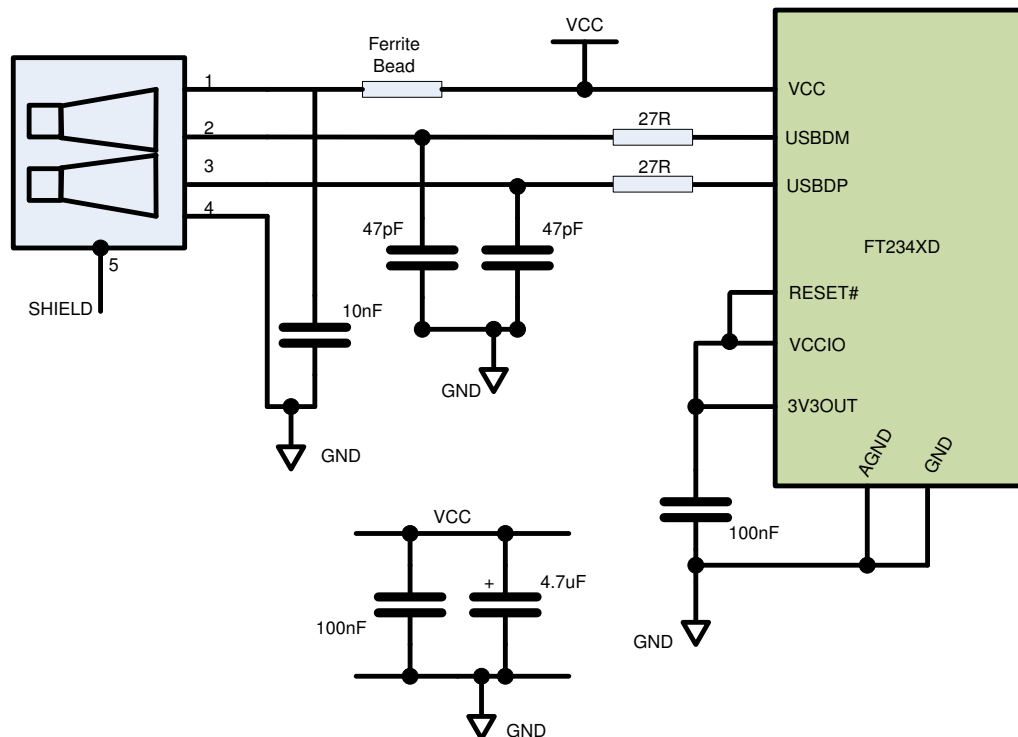 VCC
Ferrite
Bead
1
VCC
2
27R
USBDM
3
27R
USBDP
4
47pF
47pF
FT234XD
5
SHIELD
RESET#
10nF
VCCIO
GND
3V3OUT
GND
AGND
GND
VCC
100nF
+
4.7uF
100nF
GND
GND